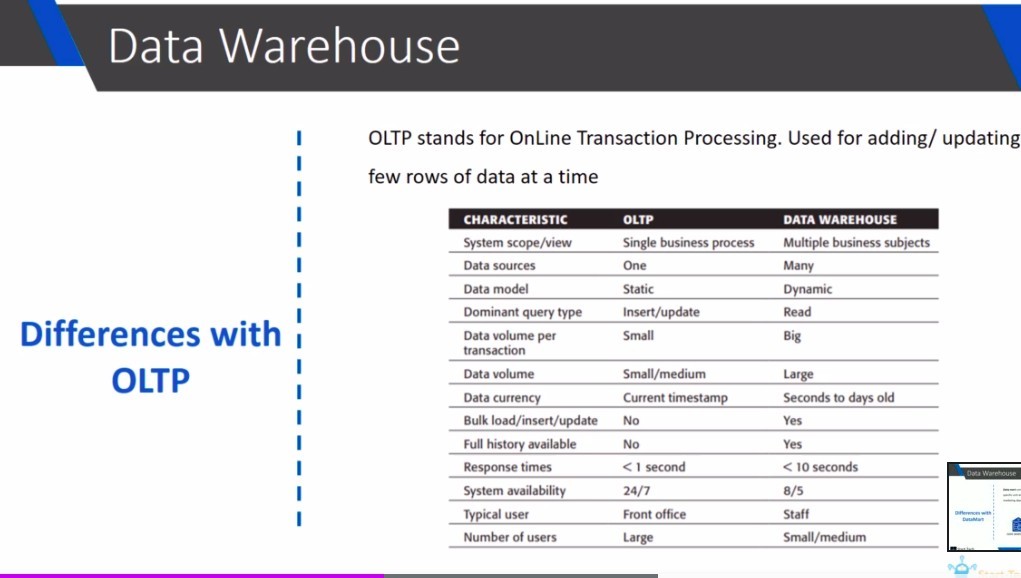 Data Warehouse
OLTP stands for OnLine Transaction Processing. Used for adding/ updating
few rows of data at a time
Differences with
OLTP
CHARACTERISTIC OLTP DATA WAREHOUSE
System scope/view Single business process Multiple business subjects
Data sources One Many
Data model Static Dynamic
Dominant query type Insert/update Read
Data volume per transaction Small Big
Data volume Small/medium Large
Data currency Current timestamp Seconds to days old
Bulk load/insert/update No Yes
Full history available No Yes
Response times < 1 second < 10 seconds
System availability 24/7 8/5
Typical user Front office Staff
Number of users Large Small/medium
Data Warehouse
Differences with
DataMart